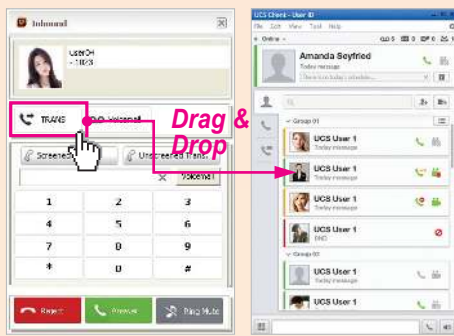 Inbound
user04
- 1023
TRANS
Voicemail
Drag &
Drop
Screened
Unscreened Trans.
Voicemail
1 2 3
4 5 6
7 8 9
* 0 #
Reject
Answer
Ring Mute
UCS Client - User ID
File Edit View Tool Help
Online
Amanda Seyfried
Today message
Group 01
UCS User 1
Today message
UCS User 1
Today message
UCS User 1
Today message
UCS User 1
DND
Group 02
UCS User 1
Today message
UCS User 1